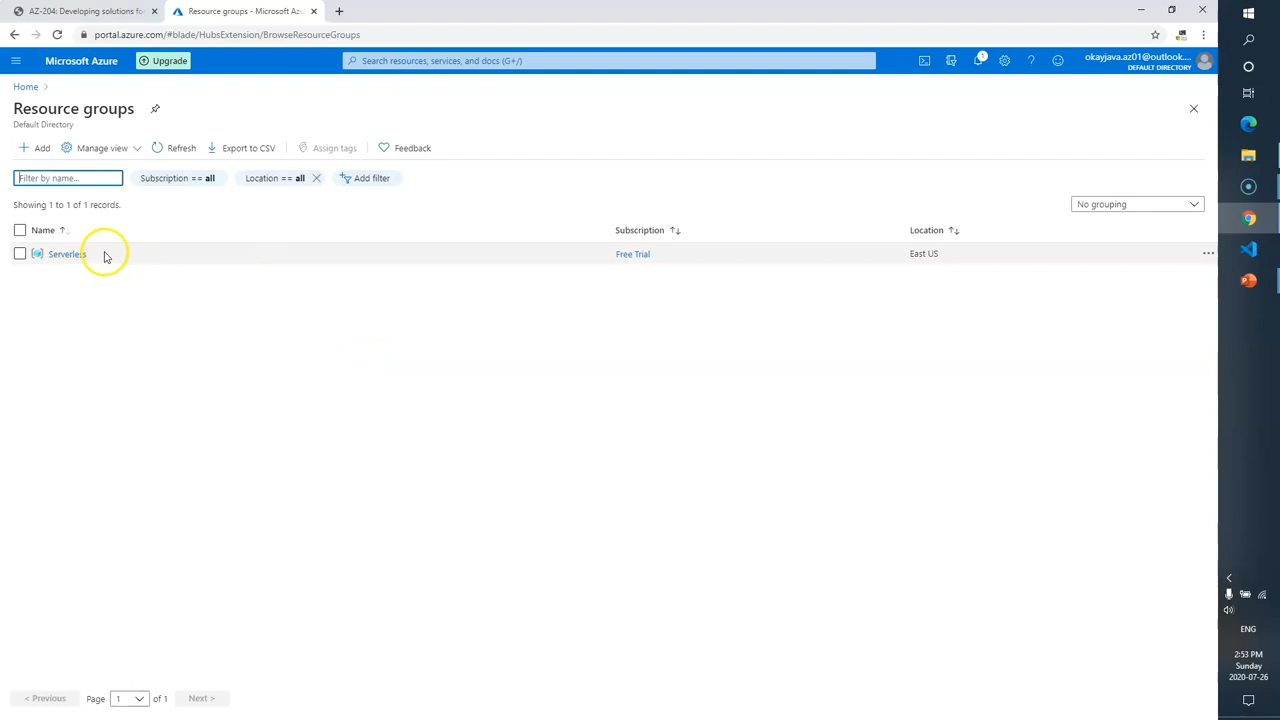 AZ-204: Developing solutions fo
Resource groups - Microsoft Azu
portal.azure.com/#blade/HubsExtension/BrowseResourceGroups
Microsoft Azure
Upgrade
Search resources, services, and docs (G+/)
1
okayjava.az01@outlook....
DEFAULT DIRECTORY
Home
Resource groups
Default Directory
Add
Manage view
Refresh
Export to CSV
Assign tags
Feedback
Filter by name...
Subscription == all
Location == all
Add filter
Showing 1 to 1 of 1 records.
No grouping
Name
Subscription
Location
Serverless
Free Trial
East US
< Previous
Page
1
of 1
Next >
ENG
2:53 PM
Sunday
2020-07-26